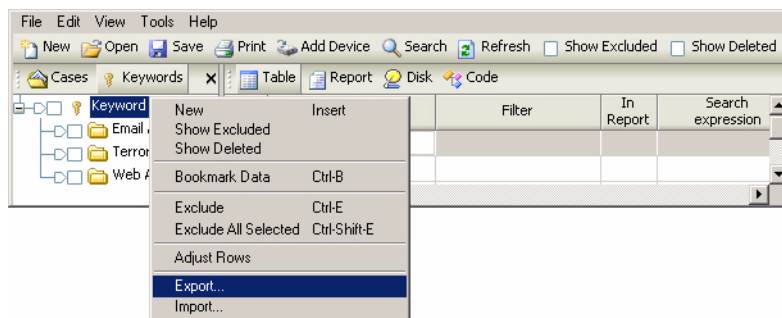 File Edit View Tools Help
New Open Save Print Add Device Search Refresh Show Excluded Show Deleted
Cases Keywords x Table Report Disk Code
Keyword
Email
Web
Filter
In Report
Search expression
New Insert
Show Excluded
Show Deleted
Bookmark Data Ctrl-B
Exclude Ctrl-E
Exclude All Selected Ctrl-Shift-E
Adjust Rows
Export...
Import...